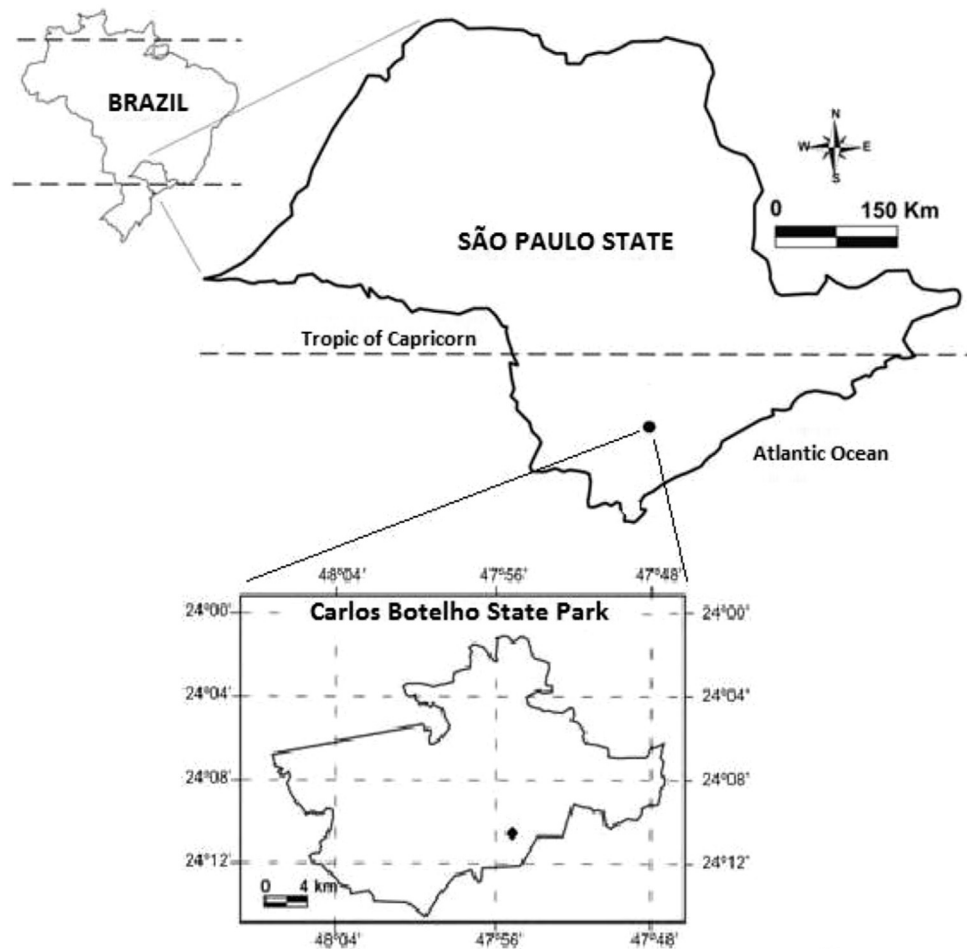 BRAZIL
N
W E
S
0 150 Km
SÃO PAULO STATE
Tropic of Capricorn
Atlantic Ocean
48°04' 47°56' 47°48'
Carlos Botelho State Park
24°00' 24°00'
24°04' 24°04'
24°08' 24°08'
24°12' 24°12'
0 4 km
48°04' 47°56' 47°48'